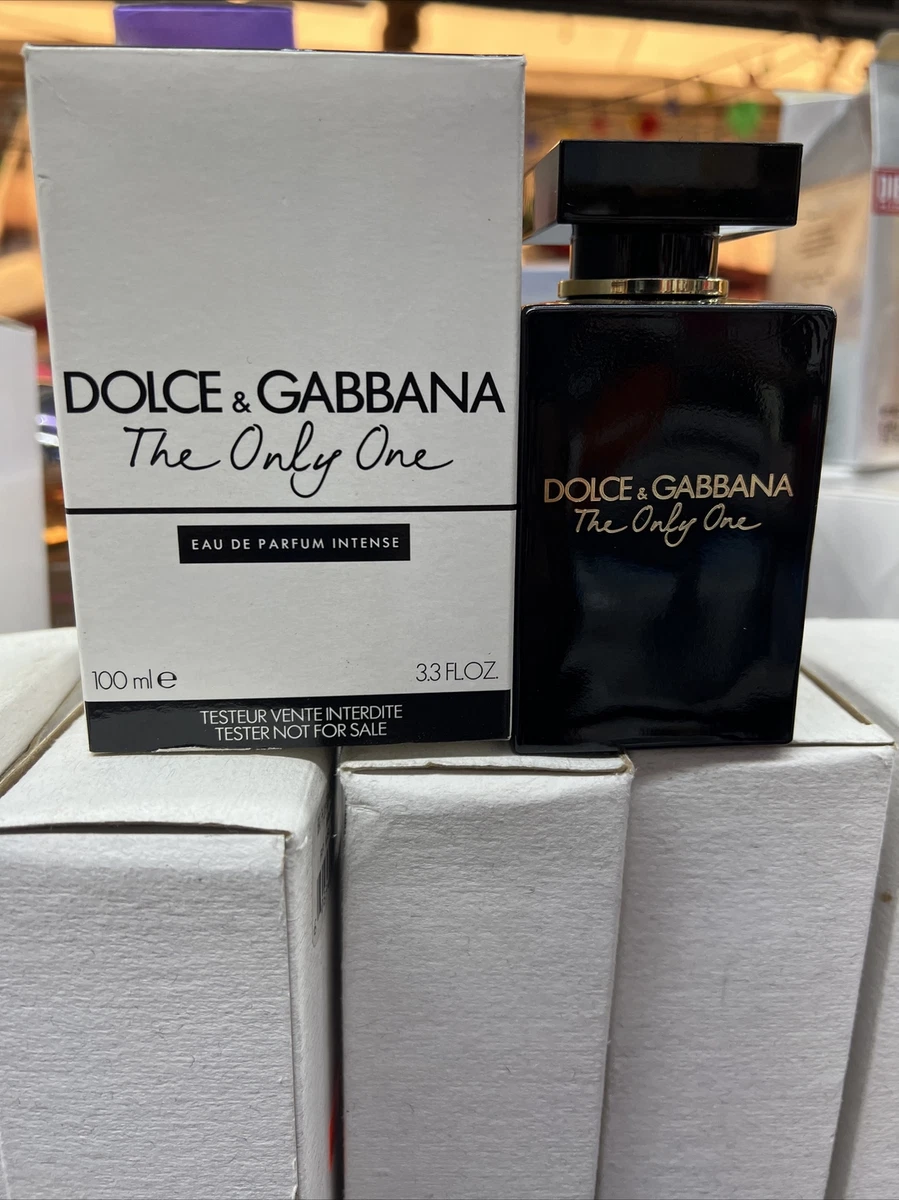 DOLCE & GABBANA
The Only One
EAU DE PARFUM INTENSE
100 ml e
3.3 FL.OZ.
TESTEUR VENTE INTERDITE
TESTER NOT FOR SALE
DOLCE & GABBANA
The Only One